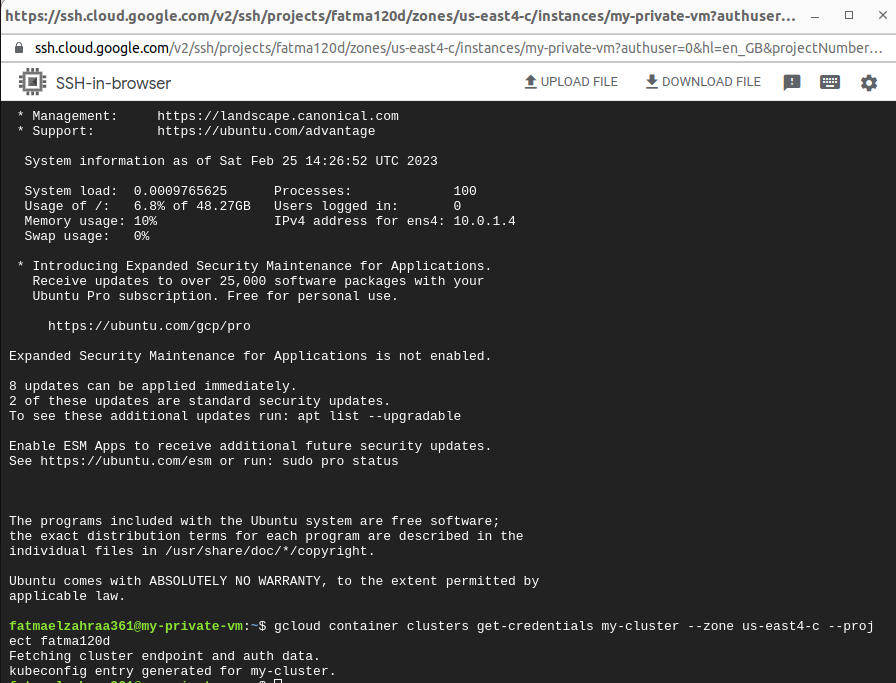 https://ssh.cloud.google.com/v2/ssh/projects/fatma120d/zones/us-east4-c/instances/my-private-vm?authuser...
ssh.cloud.google.com/v2/ssh/projects/fatma120d/zones/us-east4-c/instances/my-private-vm?authuser=0&hl=en_GB&projectNumber...
SSH-in-browser UPLOAD FILE DOWNLOAD FILE
* Management: https://landscape.canonical.com
* Support: https://ubuntu.com/advantage
System information as of Sat Feb 25 14:26:52 UTC 2023
System load: 0.0009765625 Processes: 100
Usage of /: 6.8% of 48.27GB Users logged in: 0
Memory usage: 10% IPv4 address for ens4: 10.0.1.4
Swap usage: 0%
* Introducing Expanded Security Maintenance for Applications.
Receive updates to over 25,000 software packages with your
Ubuntu Pro subscription. Free for personal use.
https://ubuntu.com/gcp/pro
Expanded Security Maintenance for Applications is not enabled.
8 updates can be applied immediately.
2 of these updates are standard security updates.
To see these additional updates run: apt list --upgradable
Enable ESM Apps to receive additional future security updates.
See https://ubuntu.com/esm or run: sudo pro status
The programs included with the Ubuntu system are free software;
the exact distribution terms for each program are described in the
individual files in /usr/share/doc/*/copyright.
Ubuntu comes with ABSOLUTELY NO WARRANTY, to the extent permitted by
applicable law.
fatmaelzahraa361@my-private-vm:~$ gcloud container clusters get-credentials my-cluster --zone us-east4-c --proj
ect fatma120d
Fetching cluster endpoint and auth data.
kubeconfig entry generated for my-cluster.